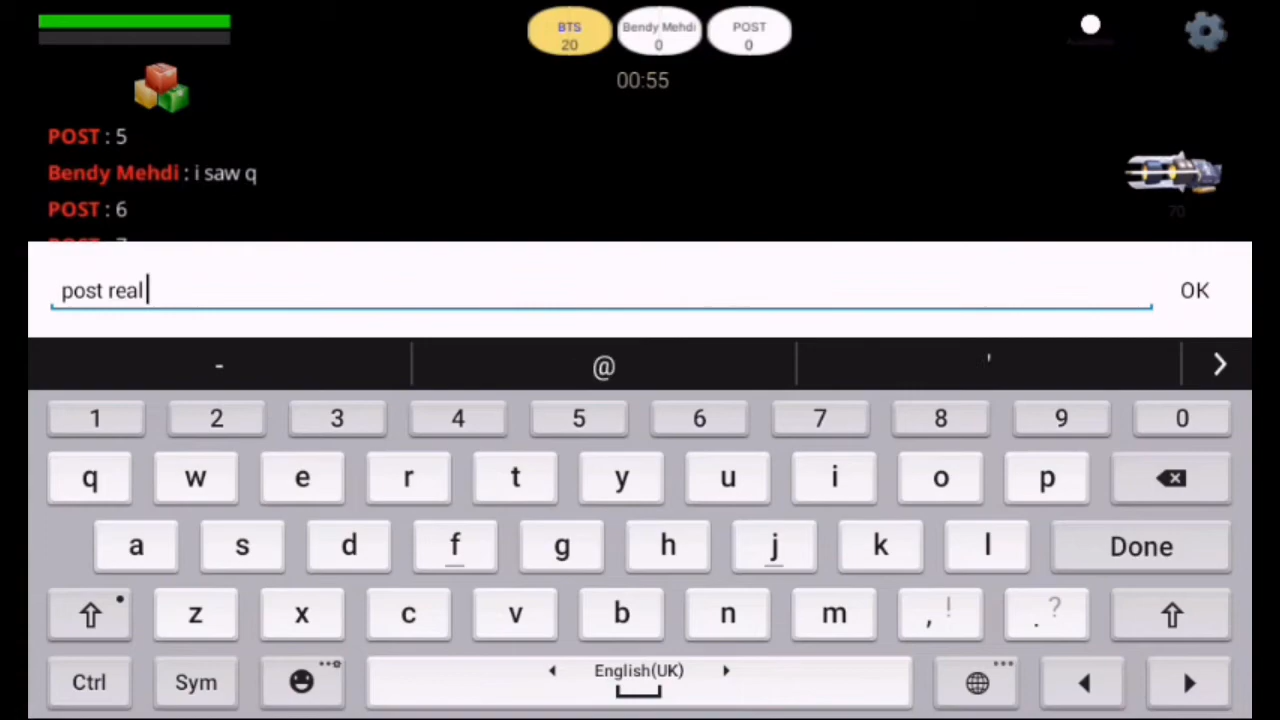 BTS
20
Bendy Mehdi
0
POST
0
00:55
POST : 5
Bendy Mehdi : i saw q
POST : 6
70
post real
OK
- @ '
1 2 3 4 5 6 7 8 9 0
q w e r t y u i o p
a s d f g h j k l Done
z x c v b n m , ! . ?
Ctrl Sym English(UK)